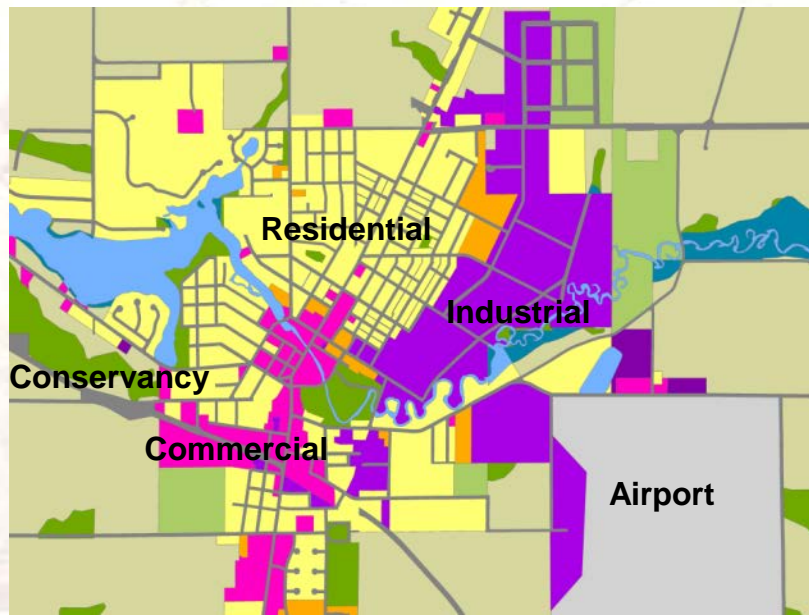 Residential
Industrial
Conservancy
Commercial
Airport